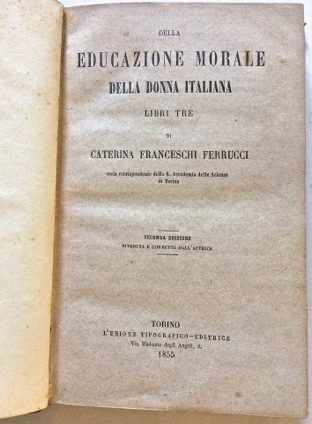 DELLA
EDUCAZIONE MORALE
DELLA DONNA ITALIANA
LIBRI TRE
DI
CATERINA FRANCESCHI FERRUCCI
socia corrispondente della R. Accademia delle Scienze
di Torino
SECONDA EDIZIONE
RIVEDUTA E CORRETTA DALL'AUTRICE
TORINO
L'UNIONE TIPOGRAFICO-EDITRICE
Via Madonna degli Angeli, 2.
1855